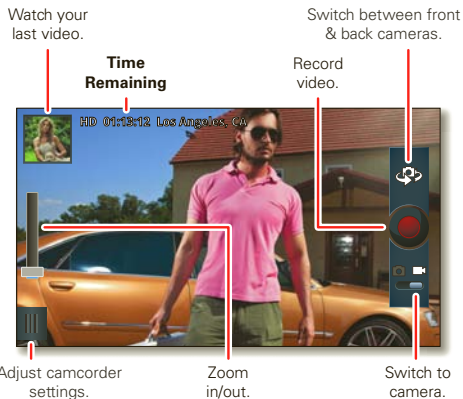 Watch your
last video.
Time
Remaining
Record
video.
Switch between front
& back cameras.
HD 01:13:12 Los Angeles, CA
Adjust camcorder
settings.
Zoom
in/out.
Switch to
camera.